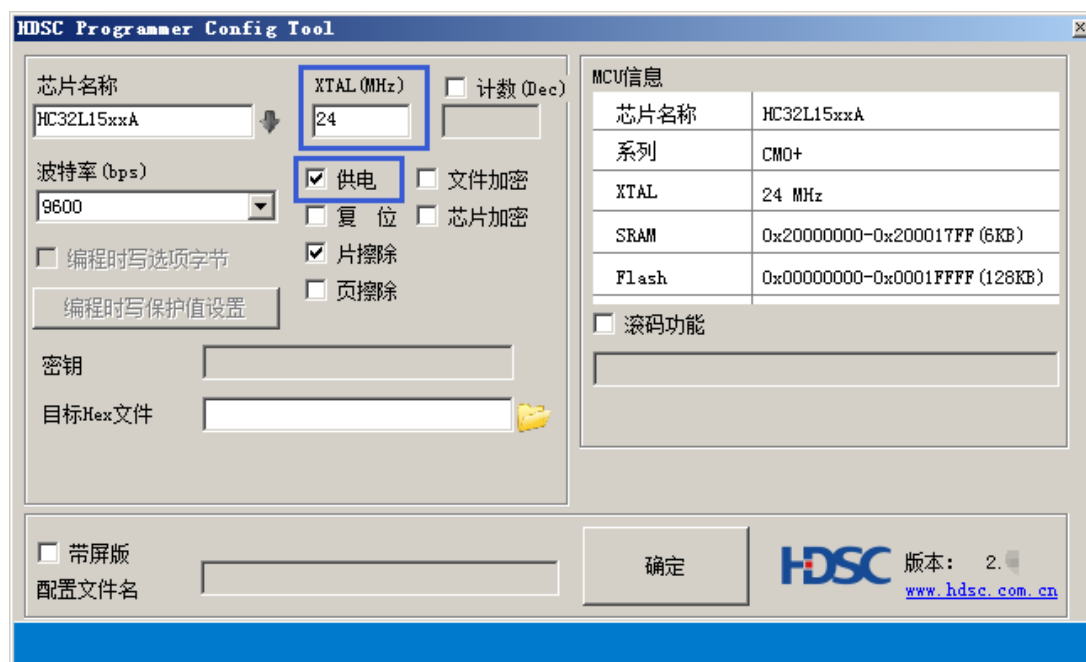 HDSC Programmer Config Tool
芯片名称
XTAL(MHz)
计数(Dec)
HC32L15xxA
24
波特率(bps)
供电
文件加密
9600
复 位
芯片加密
编程时写选项字节
片擦除
编程时写保护值设置
页擦除
密钥
目标Hex文件
MCU信息
芯片名称 HC32L15xxA
系列 CM0+
XTAL 24 MHz
SRAM 0x20000000-0x200017FF(6KB)
Flash 0x00000000-0x0001FFFF(128KB)
滚码功能
带屏版
配置文件名
确定
HDSC
版本: 2.
www.hdsc.com.cn